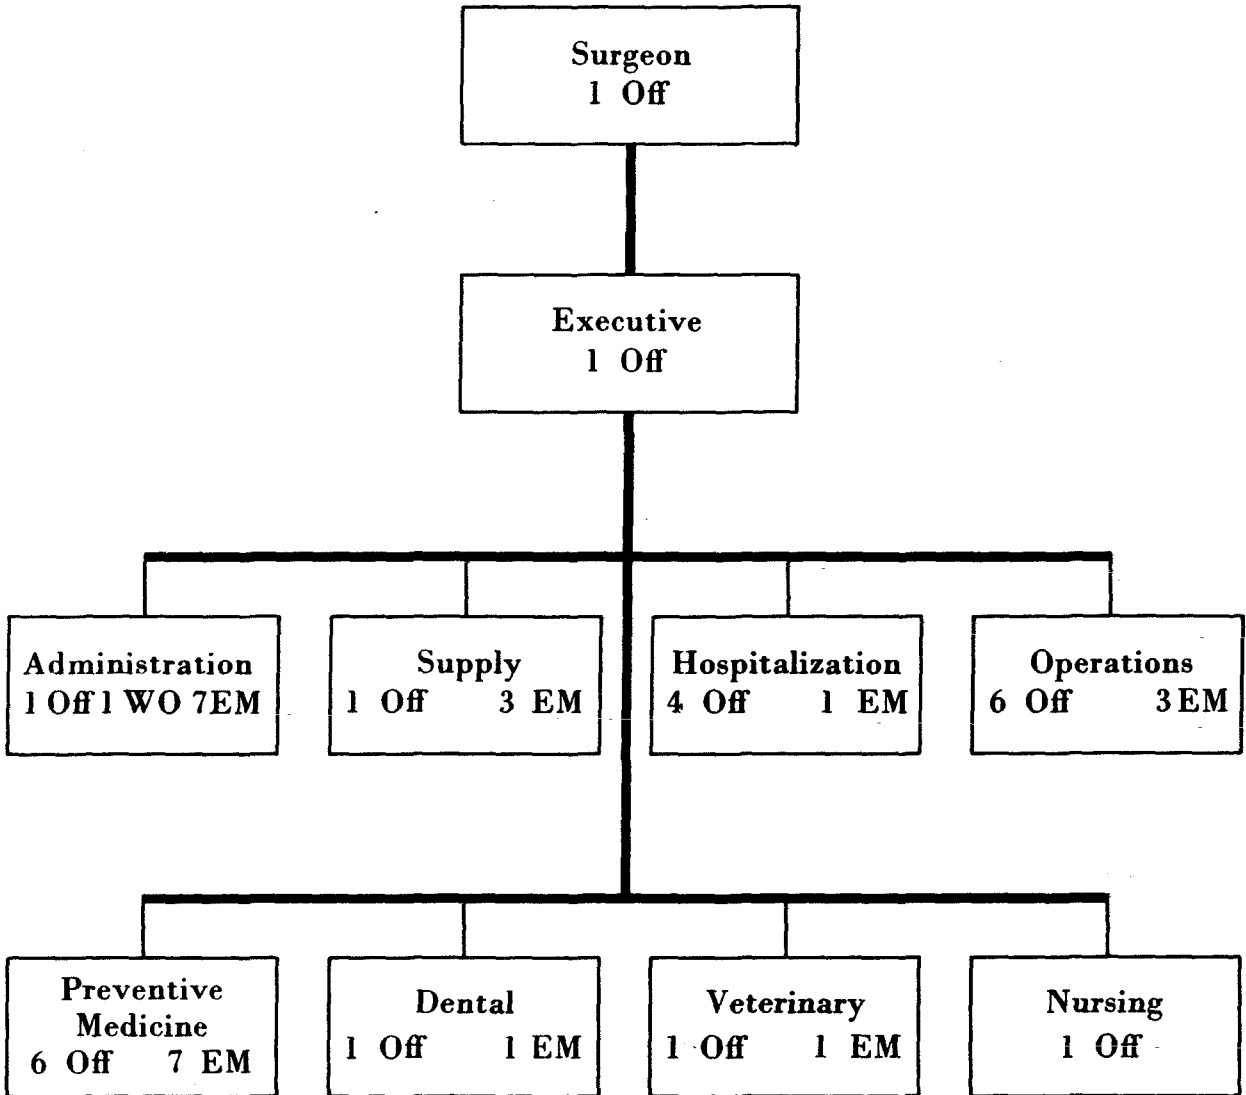 Surgeon
1 Off
Executive
1 Off
Administration
1 Off 1 WO 7EM
Supply
1 Off 3 EM
Hospitalization
4 Off 1 EM
Operations
6 Off 3EM
Preventive
Medicine
6 Off 7 EM
Dental
1 Off 1 EM
Veterinary
1 Off 1 EM
Nursing
1 Off